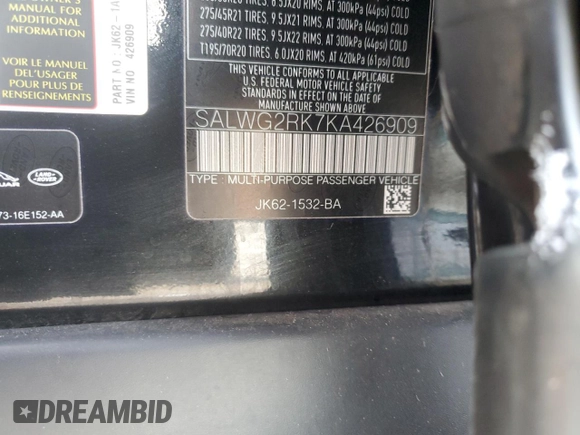 MANUAL FOR
ADDITIONAL
INFORMATION
VOIR LE MANUEL
DE L'USAGER
POUR PLUS DE
RENSEIGNEMENTS
PART NO: JK62-1A
VIN NO 426909
LAND-ROVER
73-16E152-AA
275/45R21 TIRES. 9.5JX21 RIMS. AT 300kPa (44psi) COLD
275/40R22 TIRES. 9.5JX22 RIMS. AT 300kPa (44psi) COLD
T195/70R20 TIRES. 6.0JX20 RIMS. AT 420kPa (61psi) COLD
THIS VEHICLE CONFORMS TO ALL APPLICABLE
U.S. FEDERAL MOTOR VEHICLE SAFETY
STANDARDS IN EFFECT ON THE DATE OF
MANUFACTURE SHOWN ABOVE
SALWG2RK7KA426909
TYPE : MULTI-PURPOSE PASSENGER VEHICLE
JK62-1532-BA
DREAMBID